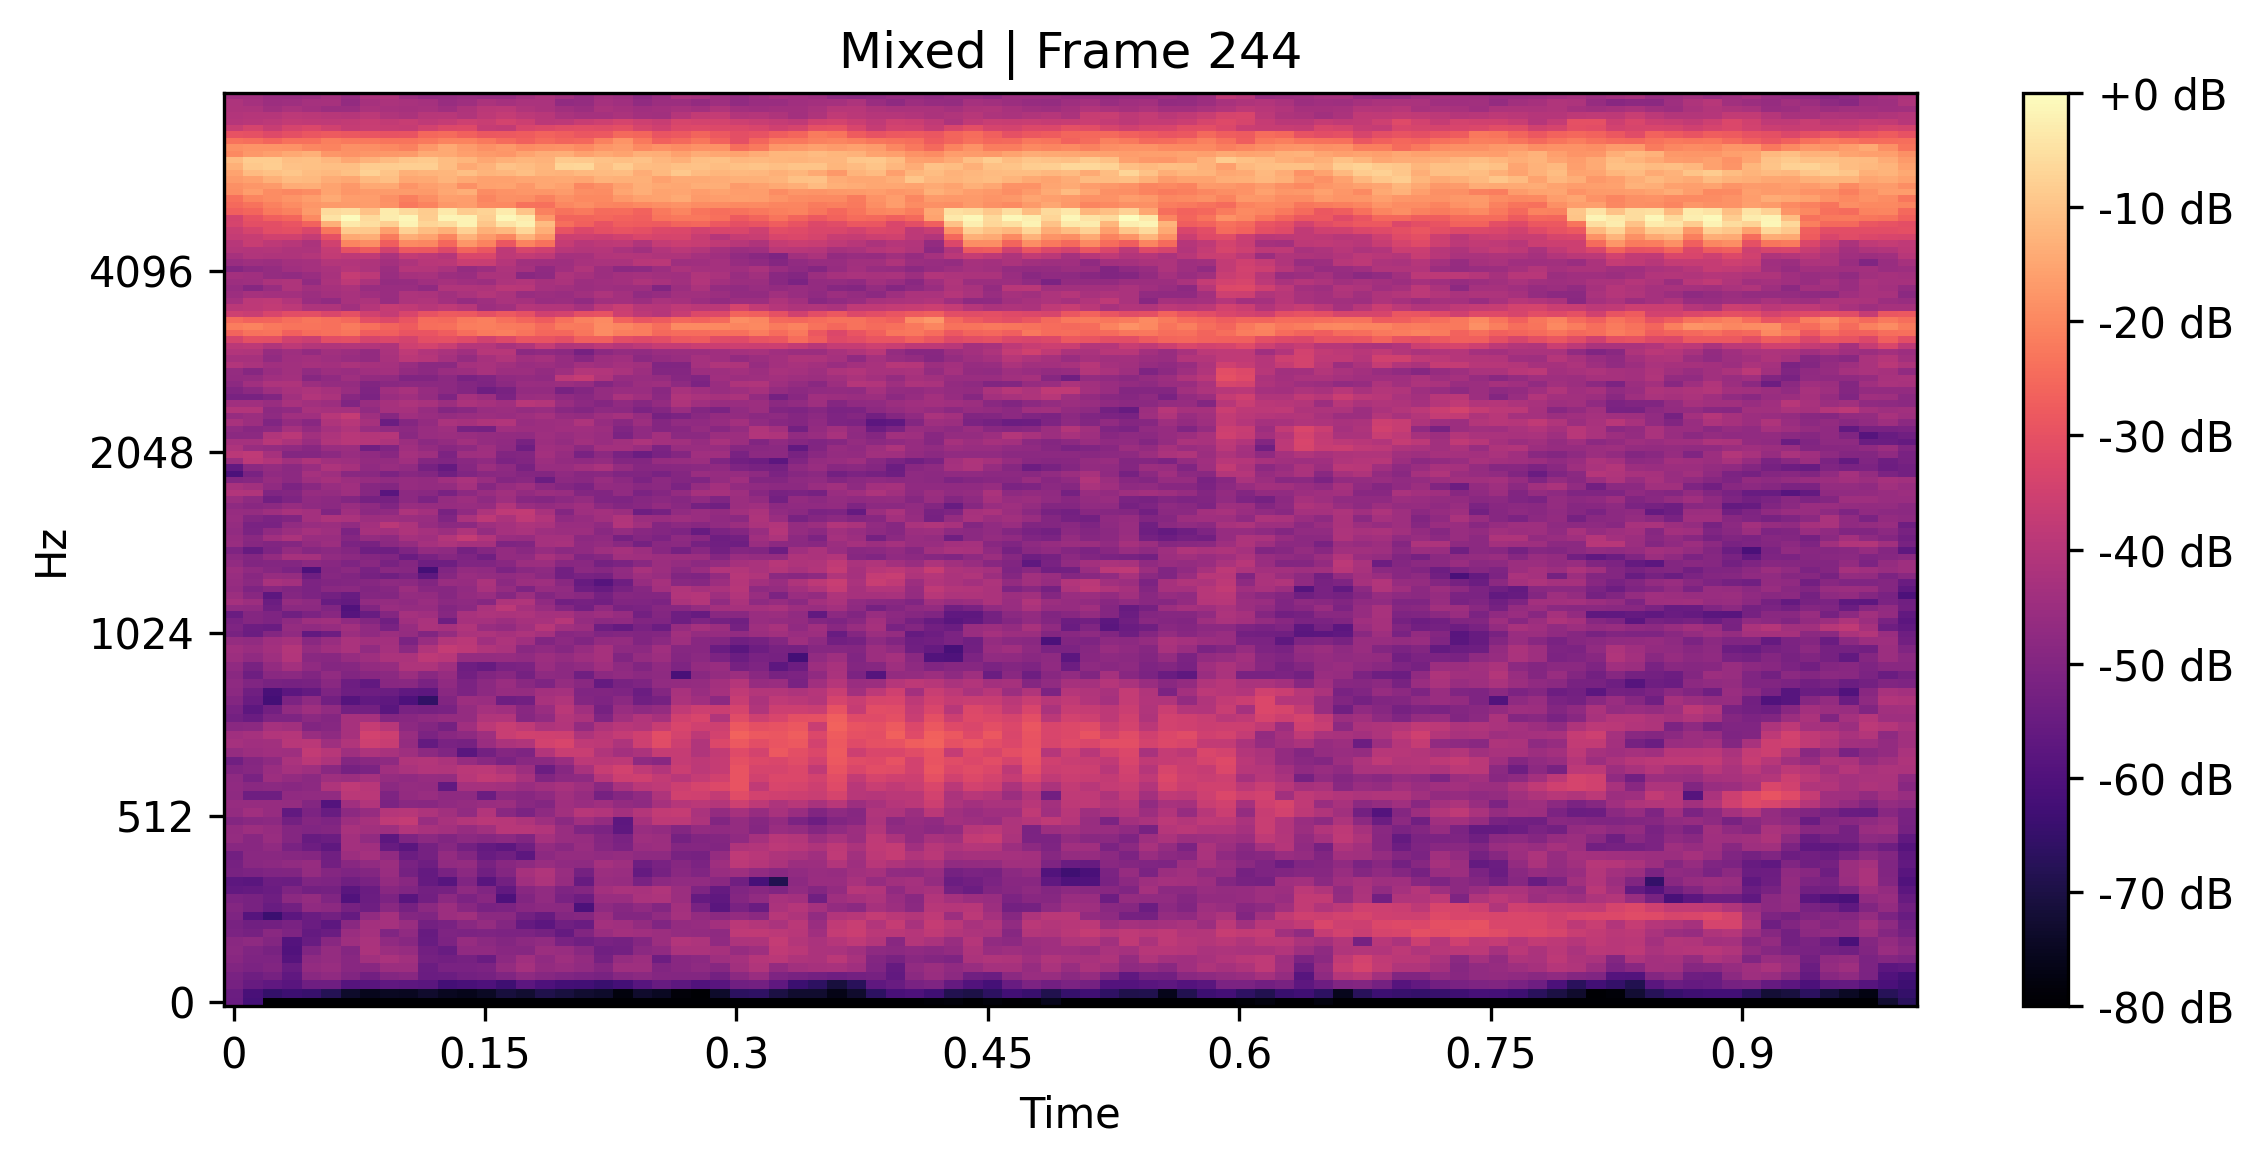 Mixed | Frame 244
+0 dB
-10 dB
-20 dB
-30 dB
-40 dB
-50 dB
-60 dB
-70 dB
-80 dB
Hz
4096
2048
1024
512
0
0 0.15 0.3 0.45 0.6 0.75 0.9
Time